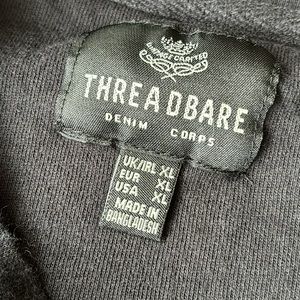 THREADBARE
DENIM CORPS
UK/IRL XL
EUR XL
USA XL
MADE IN
BANGLADESH